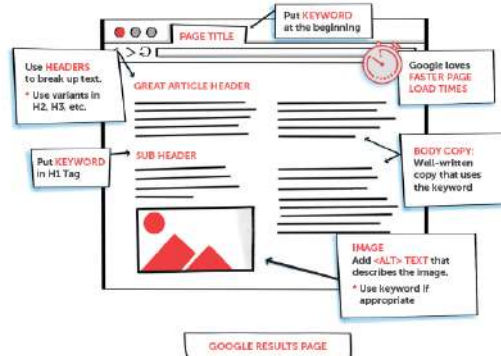 PAGE TITLE
Put KEYWORD
at the beginning
Use HEADERS
to break up text.
* Use variants in
H2, H3, etc.
GREAT ARTICLE HEADER
Google loves
FASTER PAGE
LOAD TIMES
Put KEYWORD
in H1 Tag
SUB HEADER
BODY COPY:
Well-written
copy that uses
the keyword
IMAGE
Add <ALT> TEXT that
describes the image.
* Use keyword if
appropriate
GOOGLE RESULTS PAGE